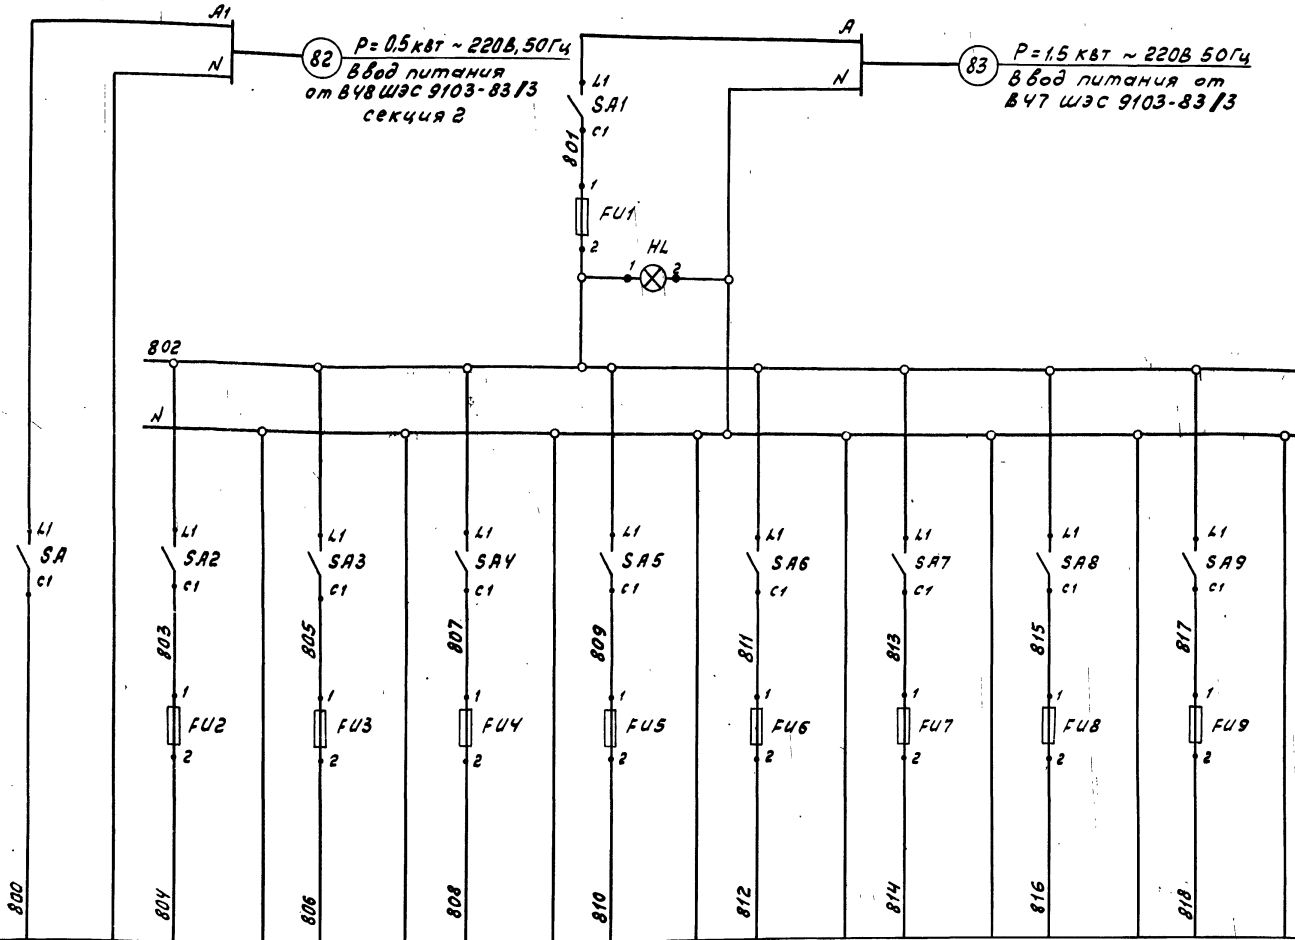 A1
N
82
P=0,5 квт ~ 220В, 50Гц
Ввод питания
от ВЧ8 ШЭС 9103-83/3
секция 2
A
N
83
P=1,5 квт ~ 220В 50Гц
Ввод питания от
ВЧ7 ШЭС 9103-83/3
L1
SA1
C1
801
1
FU1
2
HL
1 2
802
N
L1 L1 L1 L1 L1 L1 L1 L1 L1
SA SA2 SA3 SA4 SA5 SA6 SA7 SA8 SA9
C1 C1 C1 C1 C1 C1 C1 C1 C1
803 805 807 809 811 813 815 817
1 1 1 1 1 1 1 1
FU2 FU3 FU4 FU5 FU6 FU7 FU8 FU9
2 2 2 2 2 2 2 2
800 804 806 808 810 812 814 816 818